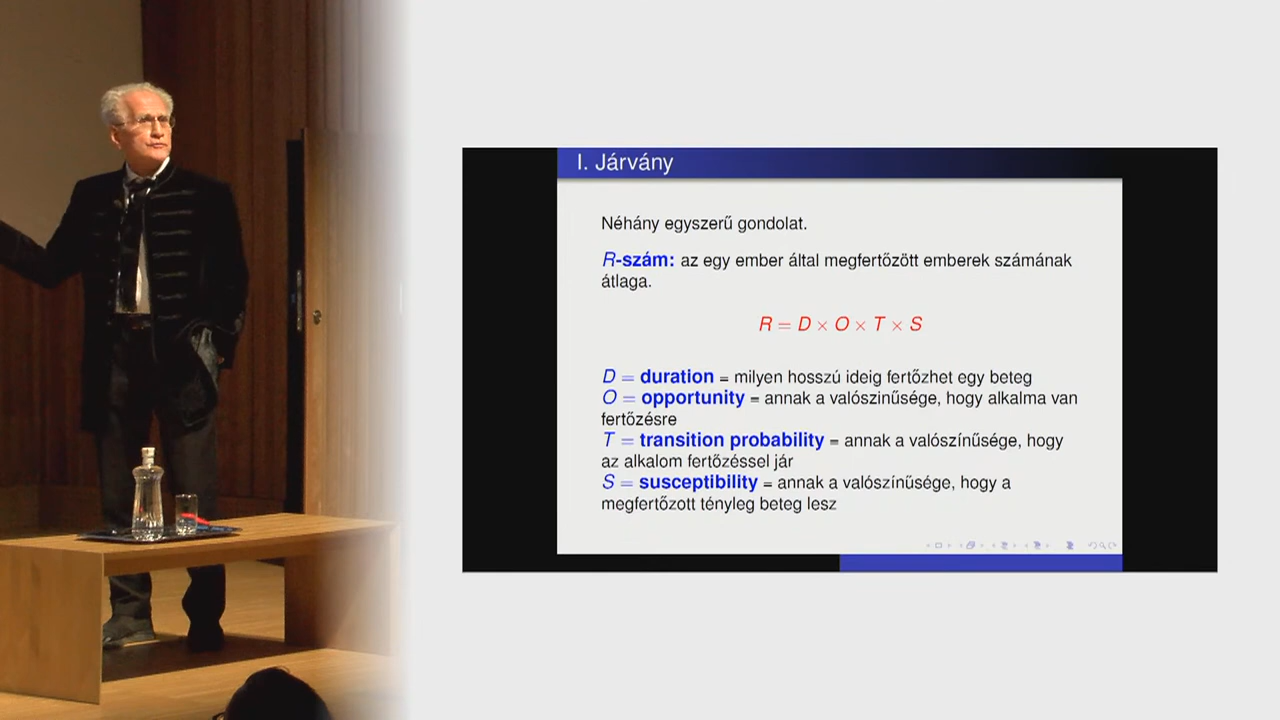 I. Járvány
Néhány egyszerű gondolat.
R-szám: az egy ember által megfertőzött emberek számának
átlaga.
R = D × O × T × S
D = duration = milyen hosszú ideig fertőzhet egy beteg
O = opportunity = annak a valószinűsége, hogy alkalma van
fertőzésre
T = transition probability = annak a valószínűsége, hogy
az alkalom fertőzéssel jár
S = susceptibility = annak a valószínűsége, hogy a
megfertőzott tényleg beteg lesz